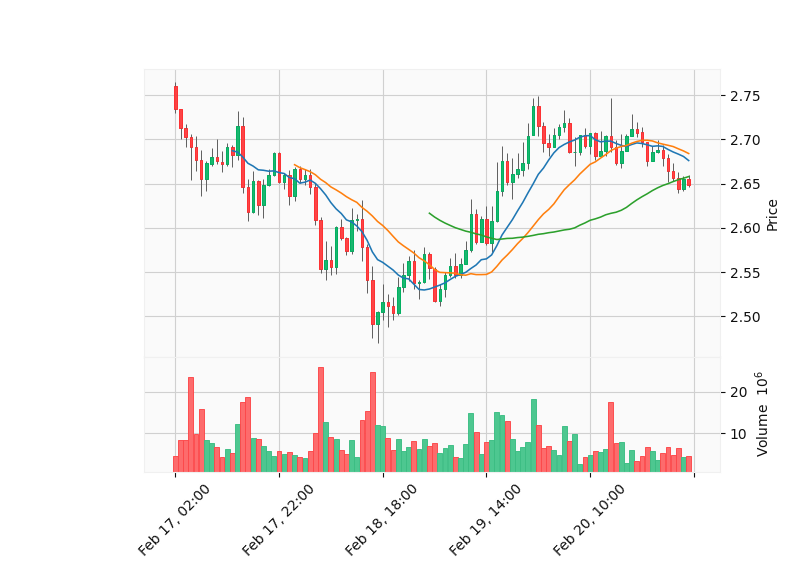 2.75
2.70
2.65
2.60
2.55
2.50
Price
20
10
Volume 10^6
Feb 17, 02:00
Feb 17, 22:00
Feb 18, 18:00
Feb 19, 14:00
Feb 20, 10:00